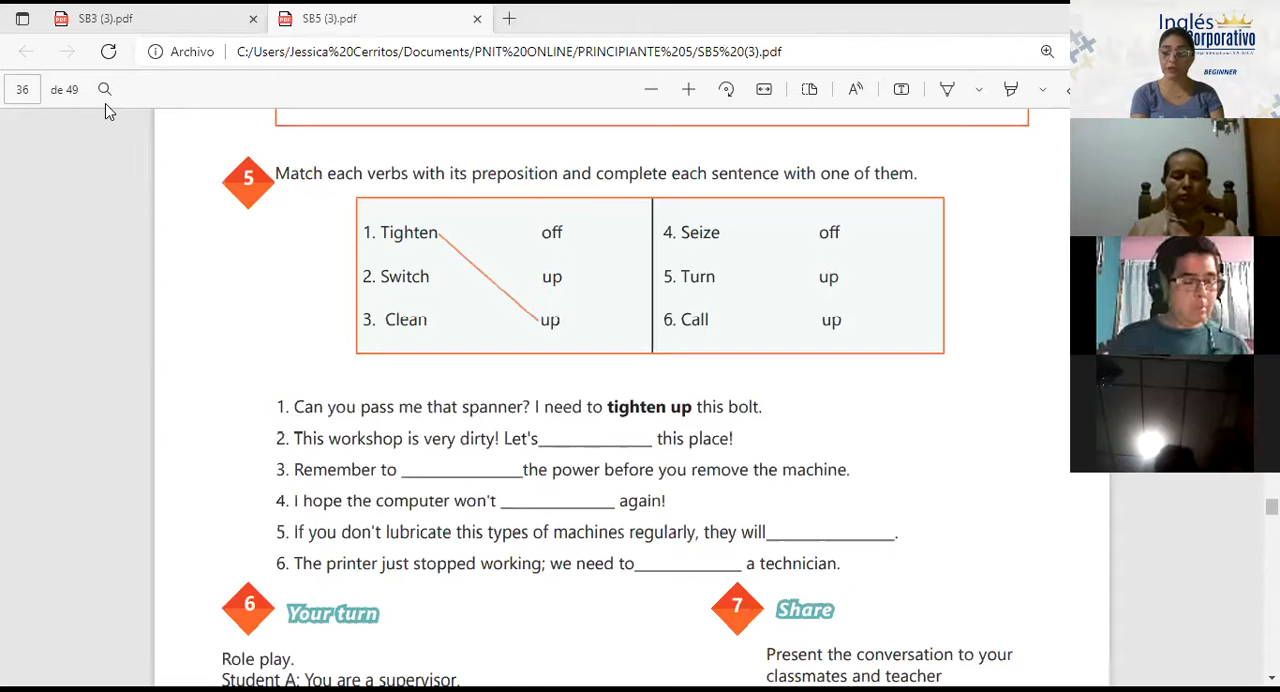 SB3 (3).pdf
SB5 (3).pdf
Archivo
C:/Users/Jessica%20Cerritos/Documents/PNIT%20ONLINE/PRINCIPIANTE%205/SB5%20(3).pdf
36 de 49
Inglés
Corporativo
BEGINNER
5 Match each verbs with its preposition and complete each sentence with one of them.
1. Tighten off 4. Seize off
2. Switch up 5. Turn up
3. Clean up 6. Call up
1. Can you pass me that spanner? I need to tighten up this bolt.
2. This workshop is very dirty! Let's____________ this place!
3. Remember to _____________the power before you remove the machine.
4. I hope the computer won't ____________ again!
5. If you don't lubricate this types of machines regularly, they will______________.
6. The printer just stopped working; we need to____________ a technician.
6 Your turn
7 Share
Role play.
Student A: You are a supervisor.
Present the conversation to your
classmates and teacher